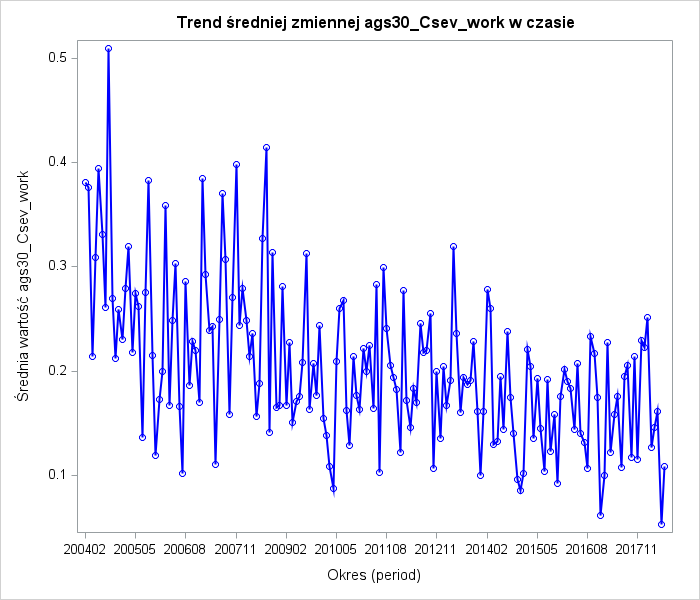 Trend średniej zmiennej ags30_Csev_work w czasie
Średnia wartość ags30_Csev_work
0.5
0.4
0.3
0.2
0.1
200402 200505 200608 200711 200902 201005 201108 201211 201402 201505 201608 201711
Okres (period)